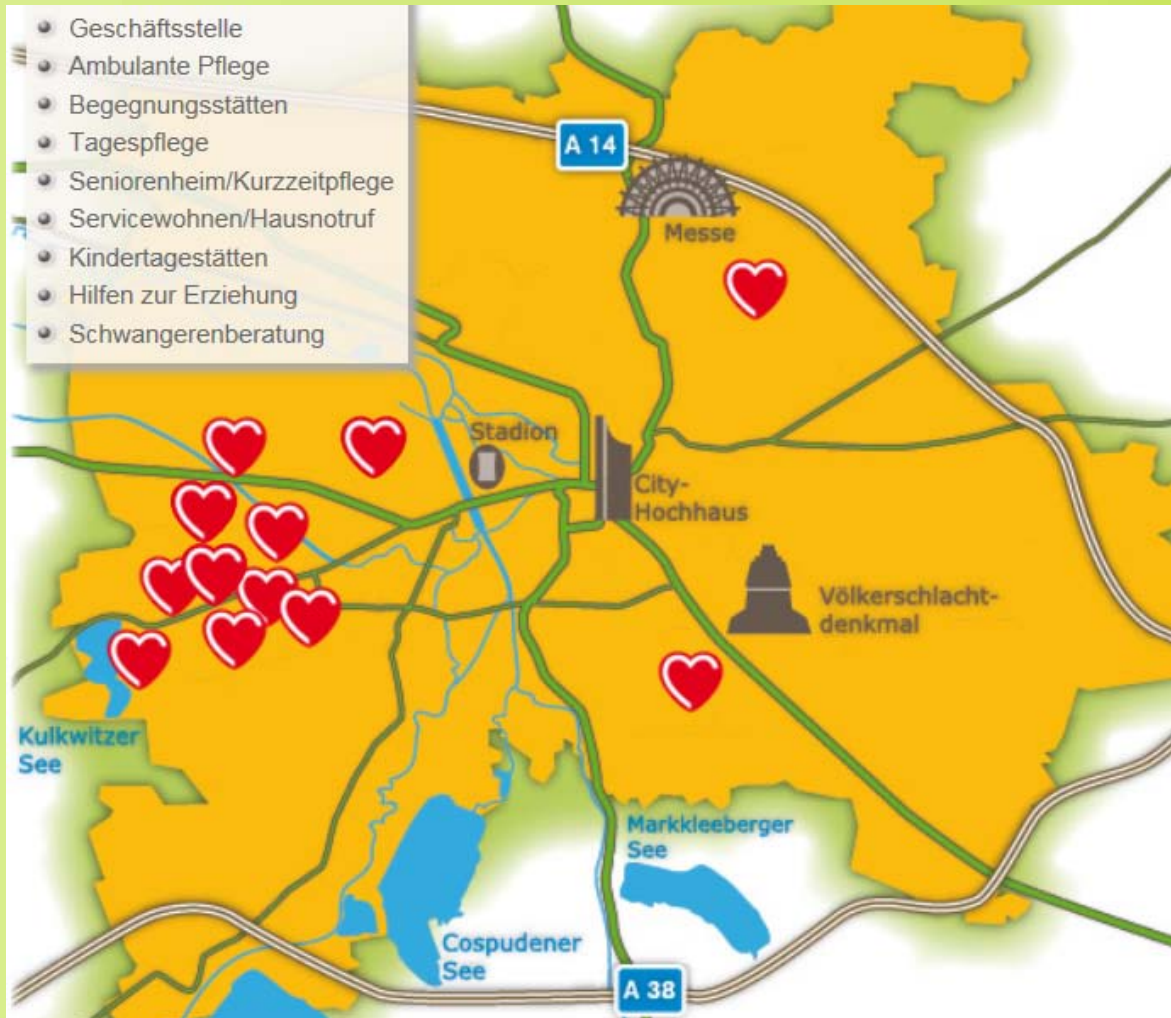 Geschäftsstelle
Ambulante Pflege
Begegnungsstätten
Tagespflege
Seniorenheim/Kurzzeitpflege
Servicewohnen/Hausnotruf
Kindertagestätten
Hilfen zur Erziehung
Schwangerenberatung
A 14
Messe
Stadion
City-
Hochhaus
Völkerschlacht-
denkmal
Kulkwitzer
See
Markkleeberger
See
Cospudener
See
A 38